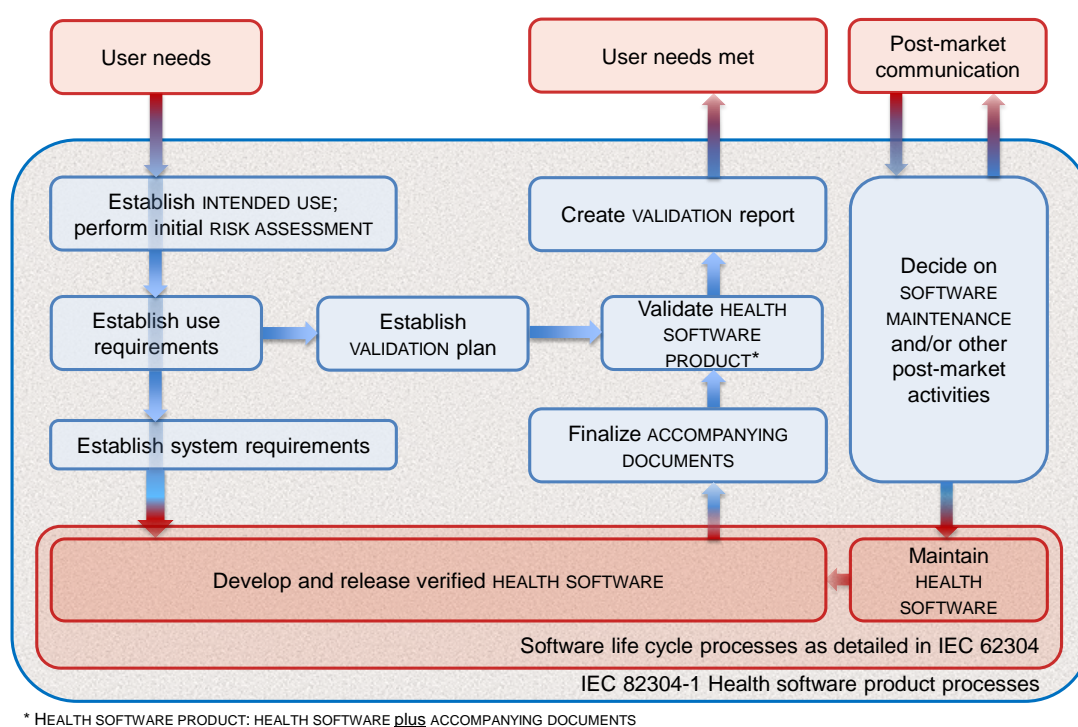 User needs
User needs met
Post-market
communication
Establish INTENDED USE;
perform initial RISK ASSESSMENT
Create VALIDATION report
Decide on
SOFTWARE
MAINTENANCE
and/or other
post-market
activities
Establish use
requirements
Establish
VALIDATION plan
Validate HEALTH
SOFTWARE
PRODUCT*
Establish system requirements
Finalize ACCOMPANYING
DOCUMENTS
Develop and release verified HEALTH SOFTWARE
Maintain
HEALTH
SOFTWARE
Software life cycle processes as detailed in IEC 62304
IEC 82304-1 Health software product processes
* HEALTH SOFTWARE PRODUCT: HEALTH SOFTWARE plus ACCOMPANYING DOCUMENTS